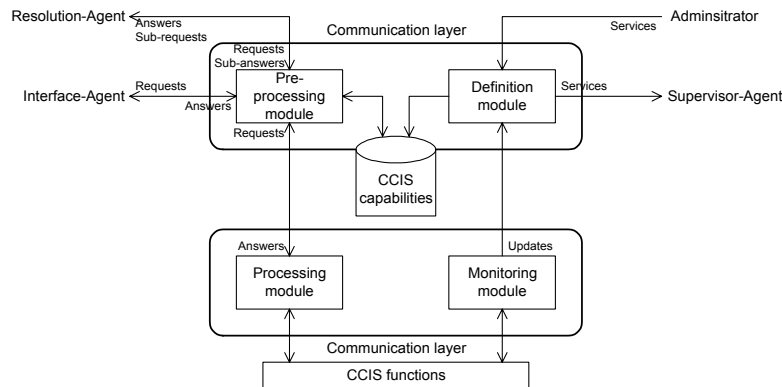 Resolution-Agent
Answers
Sub-requests
Communication layer
Services
Adminsitrator
Requests
Sub-answers
Interface-Agent
Requests
Answers
Pre-
processing
module
Requests
Definition
module
Services
Supervisor-Agent
CCIS
capabilities
Answers
Updates
Processing
module
Monitoring
module
Communication layer
CCIS functions